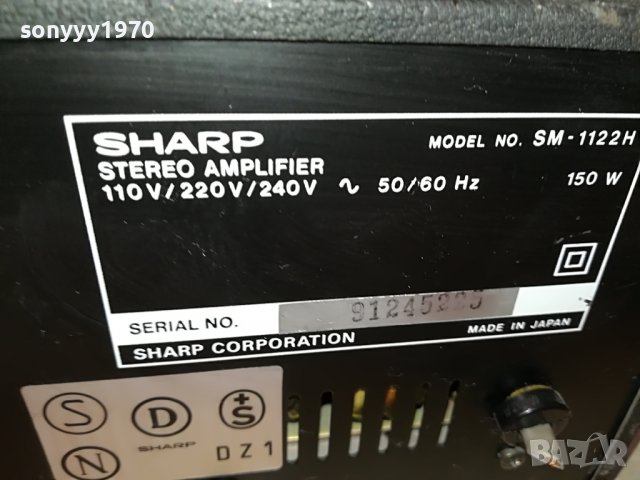 sonyyy1970
SHARP
MODEL NO. SM-1122H
STEREO AMPLIFIER
110V/220V/240V ~ 50/60 Hz 150 W
SERIAL NO.
MADE IN JAPAN
SHARP CORPORATION
S D +S
SHARP
DZ1
N
BAZAR